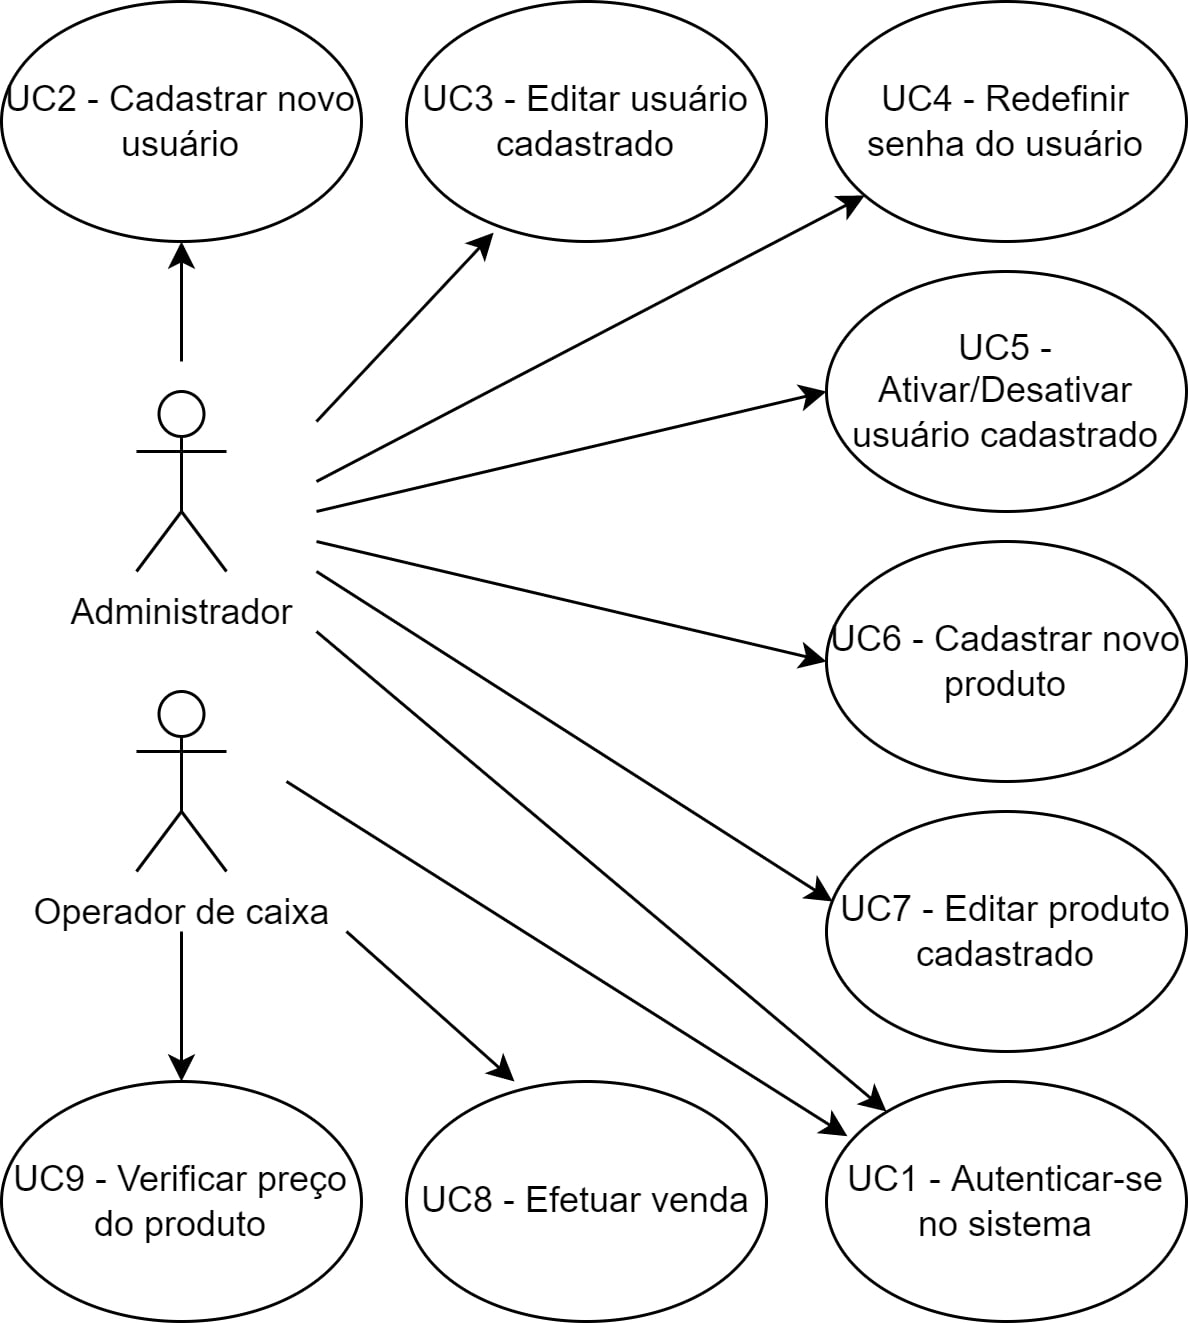 UC2 - Cadastrar novo
usuário
UC3 - Editar usuário
cadastrado
UC4 - Redefinir
senha do usuário
UC5 -
Ativar/Desativar
usuário cadastrado
Administrador
UC6 - Cadastrar novo
produto
Operador de caixa
UC7 - Editar produto
cadastrado
UC9 - Verificar preço
do produto
UC8 - Efetuar venda
UC1 - Autenticar-se
no sistema